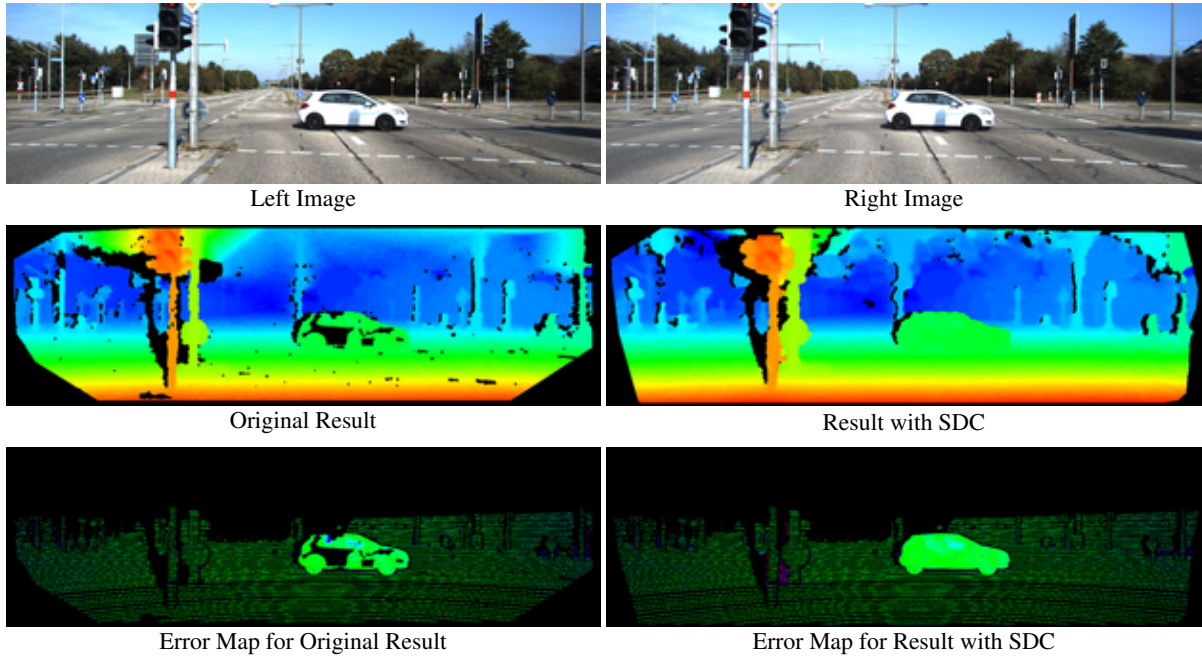 Left Image
Right Image
Original Result
Result with SDC
Error Map for Original Result
Error Map for Result with SDC